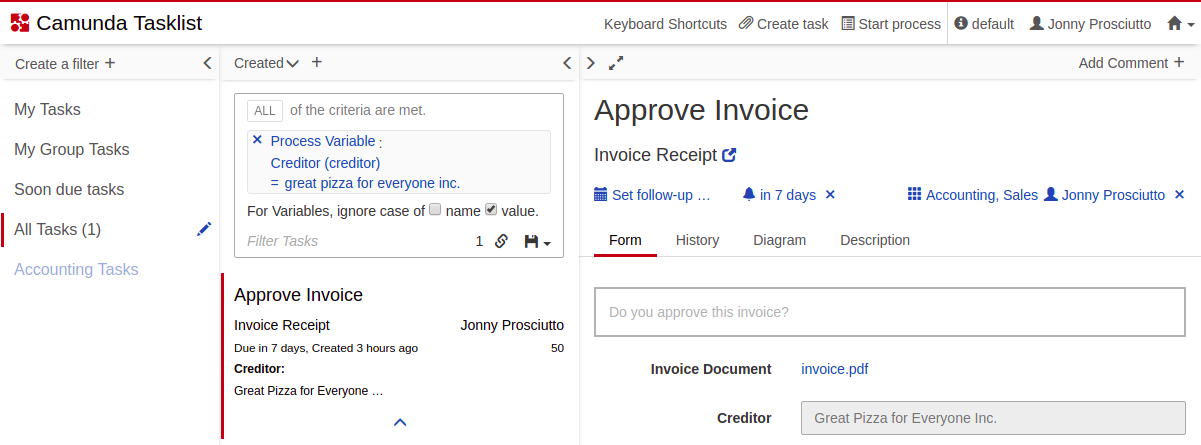 Camunda Tasklist
Keyboard Shortcuts Create task Start process default Jonny Prosciutto
Create a filter +
My Tasks
My Group Tasks
Soon due tasks
All Tasks (1)
Accounting Tasks
Created +
ALL of the criteria are met.
× Process Variable :
Creditor (creditor)
= great pizza for everyone inc.
For Variables, ignore case of name value.
Filter Tasks 1
Approve Invoice
Invoice Receipt Jonny Prosciutto
Due in 7 days, Created 3 hours ago 50
Creditor:
Great Pizza for Everyone …
Add Comment +
Approve Invoice
Invoice Receipt
Set follow-up ... in 7 days × Accounting, Sales Jonny Prosciutto ×
Form History Diagram Description
Do you approve this invoice?
Invoice Document invoice.pdf
Creditor Great Pizza for Everyone Inc.